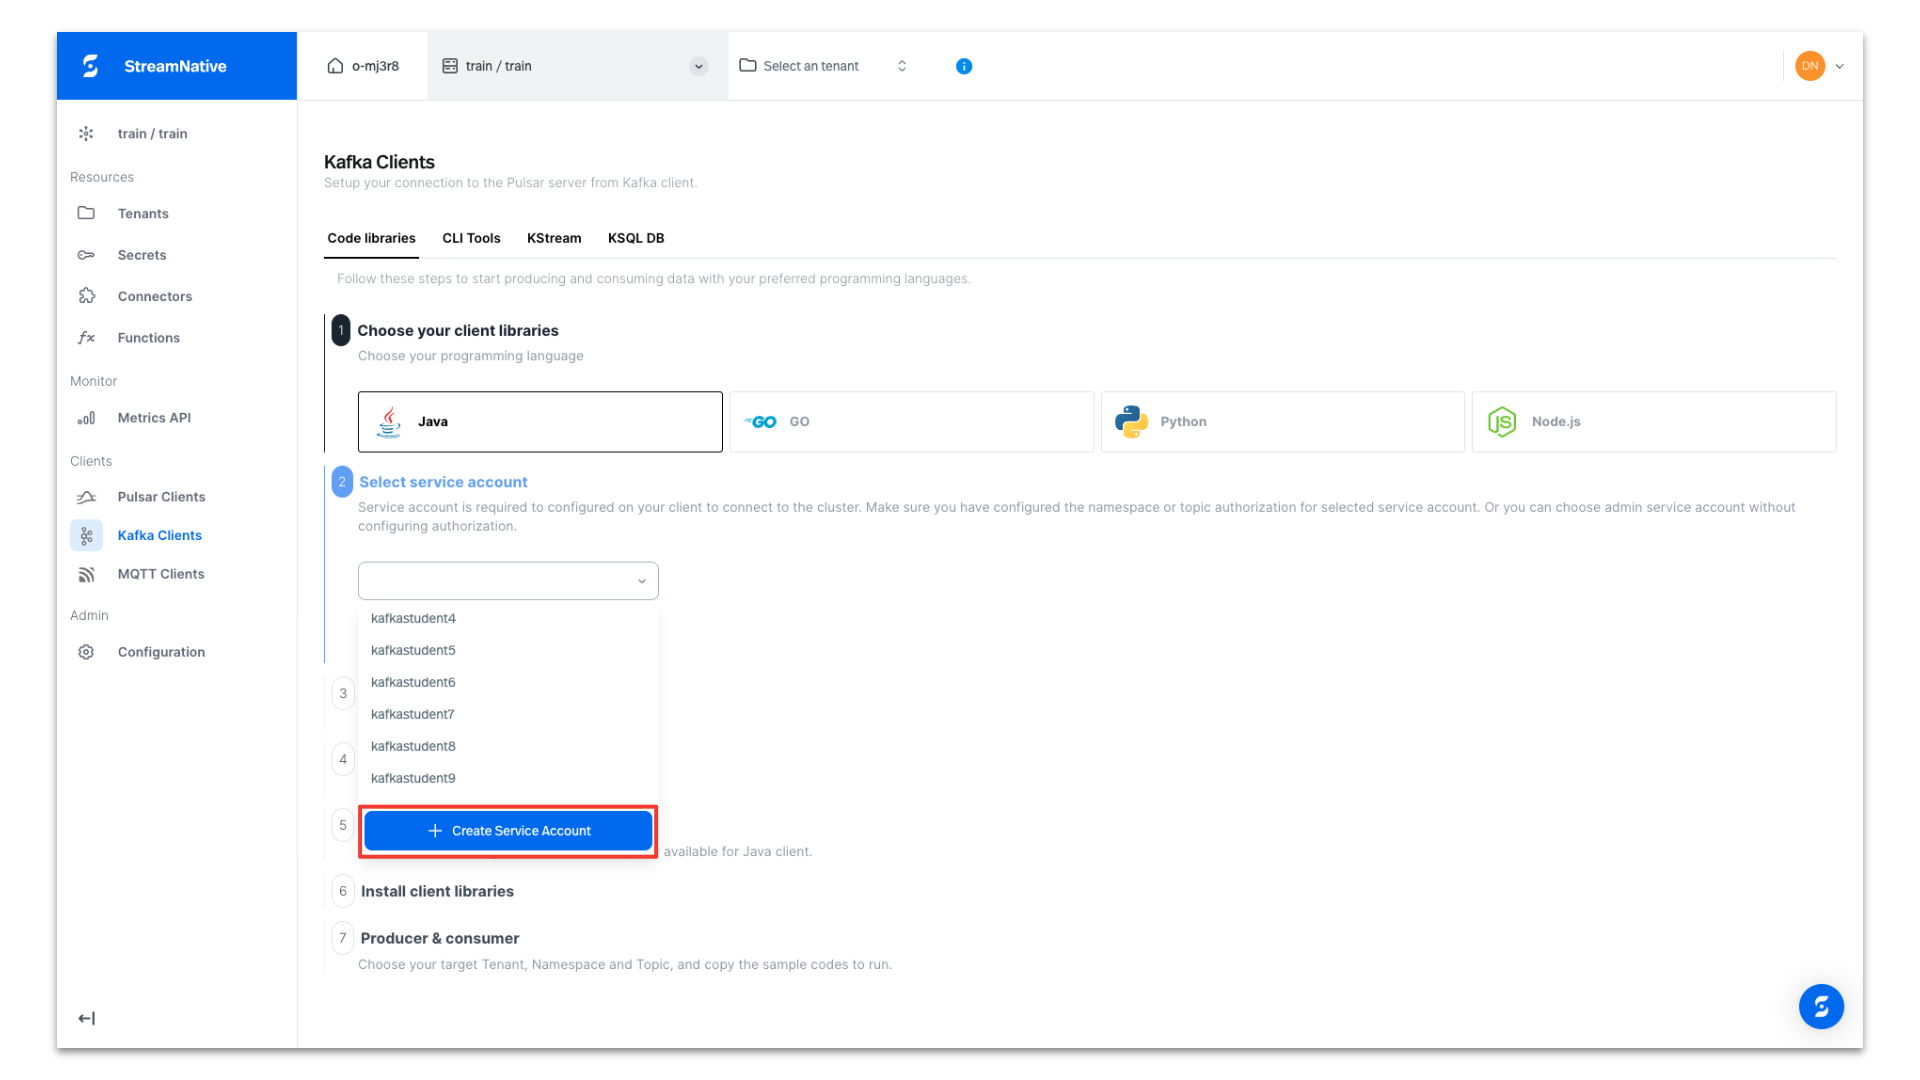 StreamNative
o-mj3r8
train / train
Select an tenant
DN
train / train
Resources
Tenants
Secrets
Connectors
Functions
Monitor
Metrics API
Clients
Pulsar Clients
Kafka Clients
MQTT Clients
Admin
Configuration
Kafka Clients
Setup your connection to the Pulsar server from Kafka client.
Code libraries
CLI Tools
KStream
KSQL DB
Follow these steps to start producing and consuming data with your preferred programming languages.
1 Choose your client libraries
Choose your programming language
Java
GO GO
Python
JS Node.js
2 Select service account
Service account is required to configured on your client to connect to the cluster. Make sure you have configured the namespace or topic authorization for selected service account. Or you can choose admin service account without
configuring authorization.
kafkastudent4
kafkastudent5
kafkastudent6
kafkastudent7
kafkastudent8
kafkastudent9
Create Service Account
3
4
5
available for Java client.
6 Install client libraries
7 Producer & consumer
Choose your target Tenant, Namespace and Topic, and copy the sample codes to run.